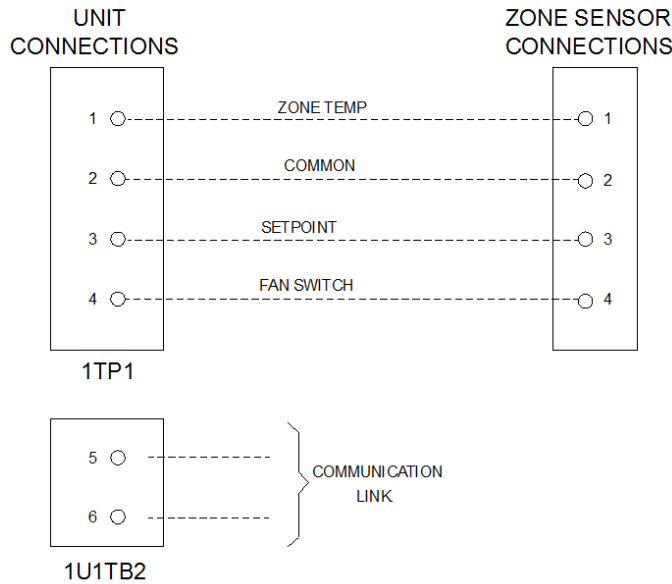 UNIT
CONNECTIONS
ZONE SENSOR
CONNECTIONS
1 ZONE TEMP 1
2 COMMON 2
3 SETPOINT 3
4 FAN SWITCH 4
1TP1
5
COMMUNICATION
LINK
6
1U1TB2